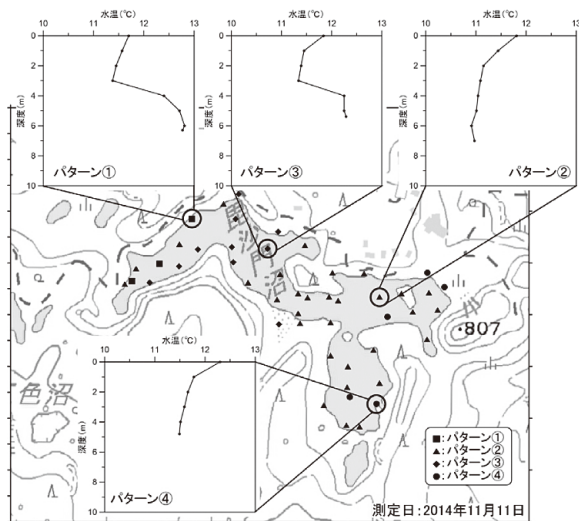 水温(℃)
10 11 12 13
深度(m)
0
2
4
6
8
10
パターン①
水温(℃)
10 11 12 13
深度(m)
0
2
4
6
8
10
パターン③
水温(℃)
10 11 12 13
深度(m)
0
2
4
6
8
10
パターン②
毘沙門沼
807
色沼
水温(℃)
10 11 12 13
深度(m)
0
2
4
6
8
10
パターン④
■:パターン①
▲:パターン②
◆:パターン③
●:パターン④
測定日:2014年11月11日